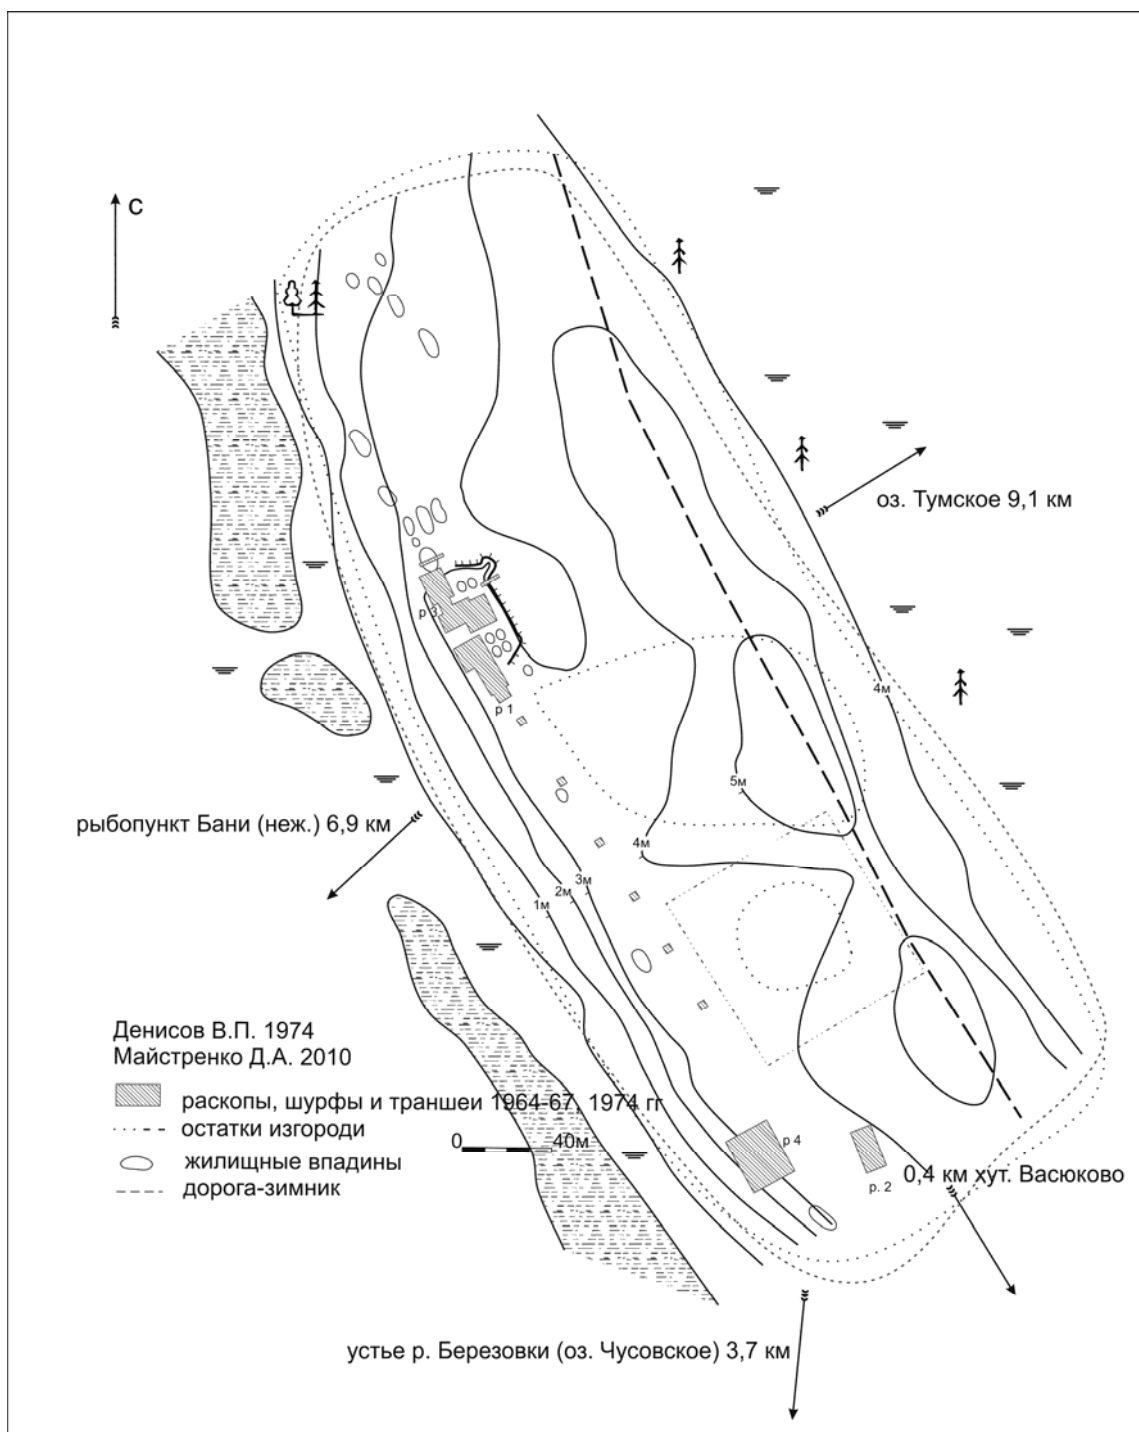 С
оз. Тумское 9,1 км
р 3
4м
р 1
5м
рыбопункт Бани (неж.) 6,9 км
4м
3м
2м
1м
Денисов В.П. 1974
Майстренко Д.А. 2010
раскопы, шурфы и траншеи 1964-67, 1974 гг
остатки изгороди
0 40м
р 4
жилищные впадины
0,4 км хут. Васюково
дорога-зимник
р. 2
устье р. Березовки (оз. Чусовское) 3,7 км